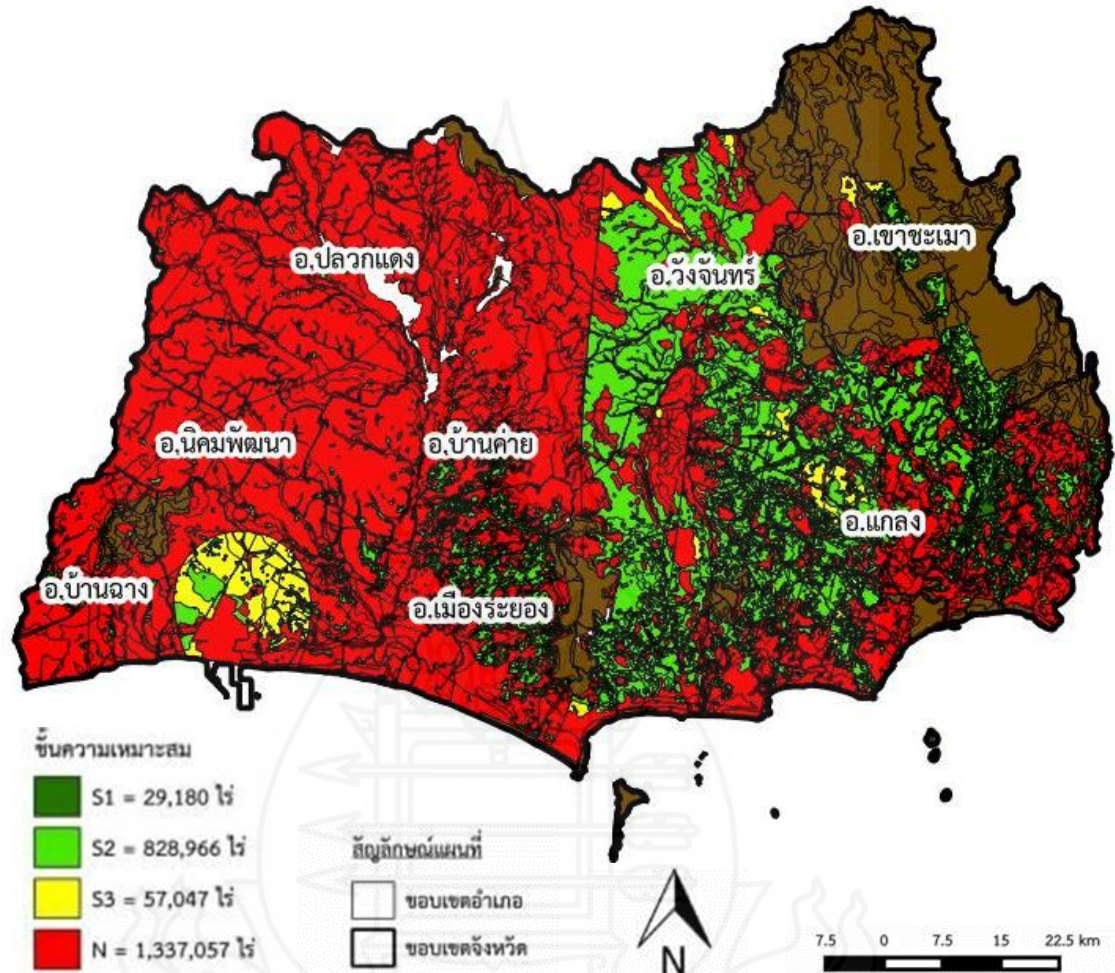 อ.เขาชะเมา
อ.ปลวกแดง
อ.วังจันทร์
อ.นิคมพัฒนา
อ.บ้านค่าย
อ.แกลง
อ.บ้านฉาง
อ.เมืองระยอง
ชั้นความเหมาะสม
S1 = 29,180 ไร่
S2 = 828,966 ไร่
S3 = 57,047 ไร่
N = 1,337,057 ไร่
สัญลักษณ์แผนที่
ขอบเขตอำเภอ
ขอบเขตจังหวัด
N
7.5 0 7.5 15 22.5 km